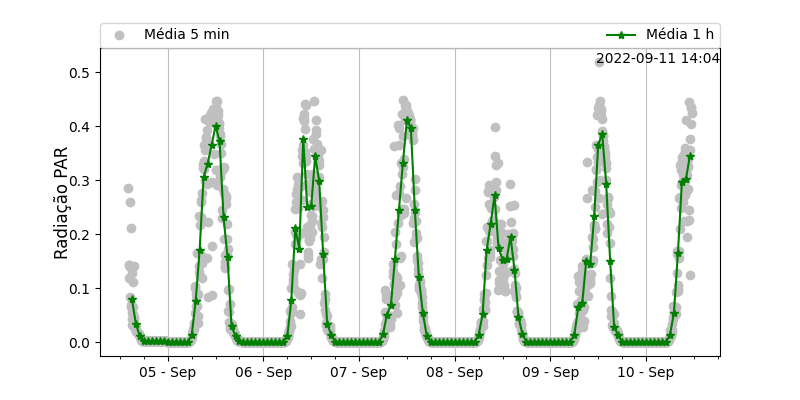 Média 5 min
Média 1 h
2022-09-11 14:04
Radiação PAR
0.5
0.4
0.3
0.2
0.1
0.0
05 - Sep
06 - Sep
07 - Sep
08 - Sep
09 - Sep
10 - Sep